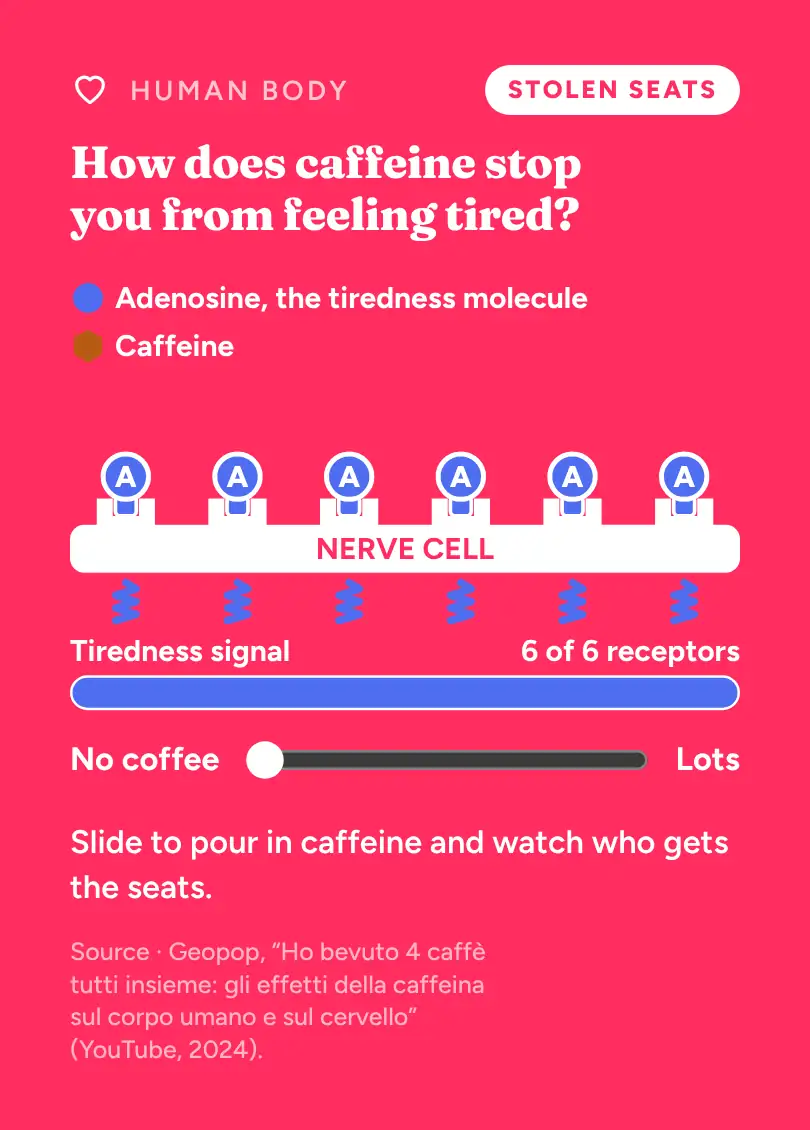 HUMAN BODY
STOLEN SEATS
How does caffeine stop
you from feeling tired?
Adenosine, the tiredness molecule
Caffeine
A A A A A A
NERVE CELL
Tiredness signal
6 of 6 receptors
No coffee
Lots
Slide to pour in caffeine and watch who gets
the seats.
Source · Geopop, “Ho bevuto 4 caffè
tutti insieme: gli effetti della caffeina
sul corpo umano e sul cervello”
(YouTube, 2024).